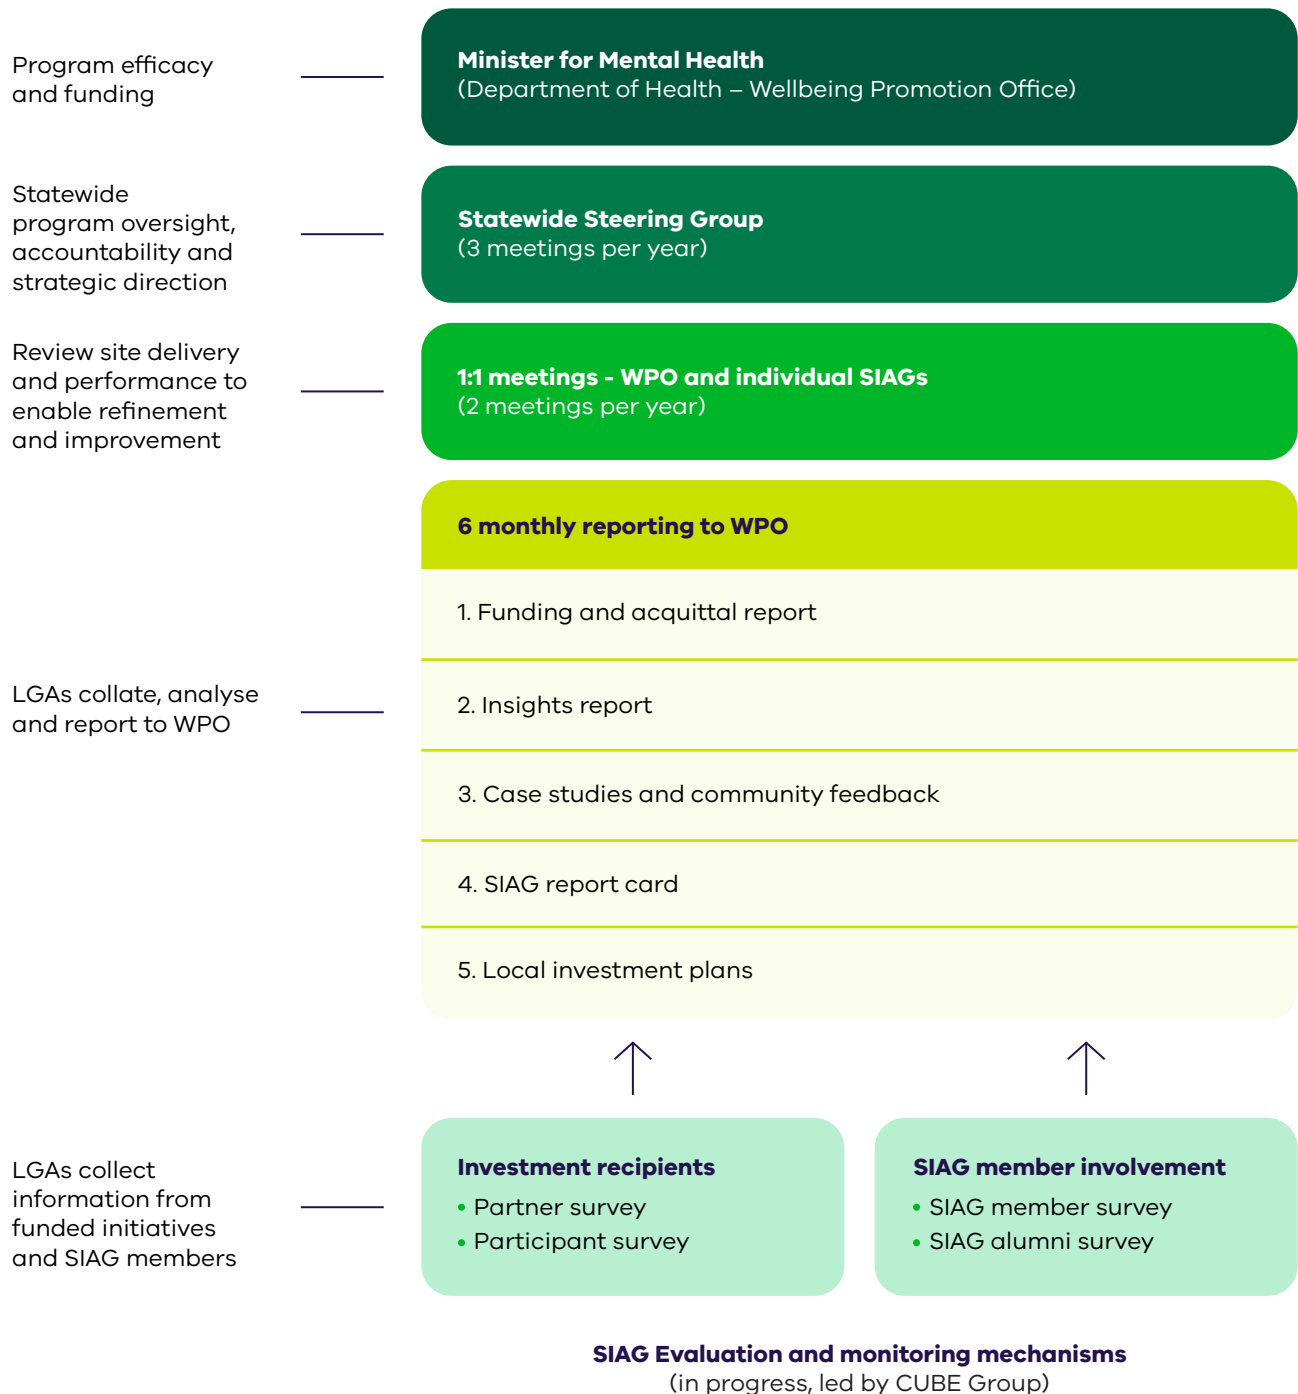 Program efficacy
and funding
Minister for Mental Health
(Department of Health – Wellbeing Promotion Office)
Statewide
program oversight,
accountability and
strategic direction
Statewide Steering Group
(3 meetings per year)
Review site delivery
and performance to
enable refinement
and improvement
1:1 meetings - WPO and individual SIAGs
(2 meetings per year)
LGAs collate, analyse
and report to WPO
6 monthly reporting to WPO
1. Funding and acquittal report
2. Insights report
3. Case studies and community feedback
4. SIAG report card
5. Local investment plans
LGAs collect
information from
funded initiatives
and SIAG members
Investment recipients
• Partner survey
• Participant survey
SIAG member involvement
• SIAG member survey
• SIAG alumni survey
SIAG Evaluation and monitoring mechanisms
(in progress, led by CUBE Group)